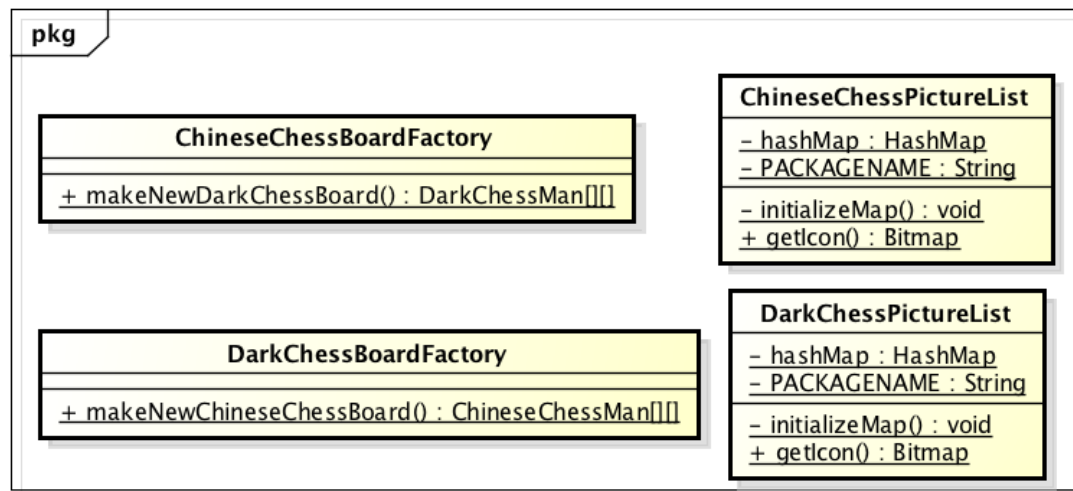 pkg
ChineseChessBoardFactory
+ makeNewDarkChessBoard() : DarkChessMan[][]
ChineseChessPictureList
- hashMap : HashMap
- PACKAGENAME : String
- initializeMap() : void
+ getIcon() : Bitmap
DarkChessBoardFactory
+ makeNewChineseChessBoard() : ChineseChessMan[][]
DarkChessPictureList
- hashMap : HashMap
- PACKAGENAME : String
- initializeMap() : void
+ getIcon() : Bitmap